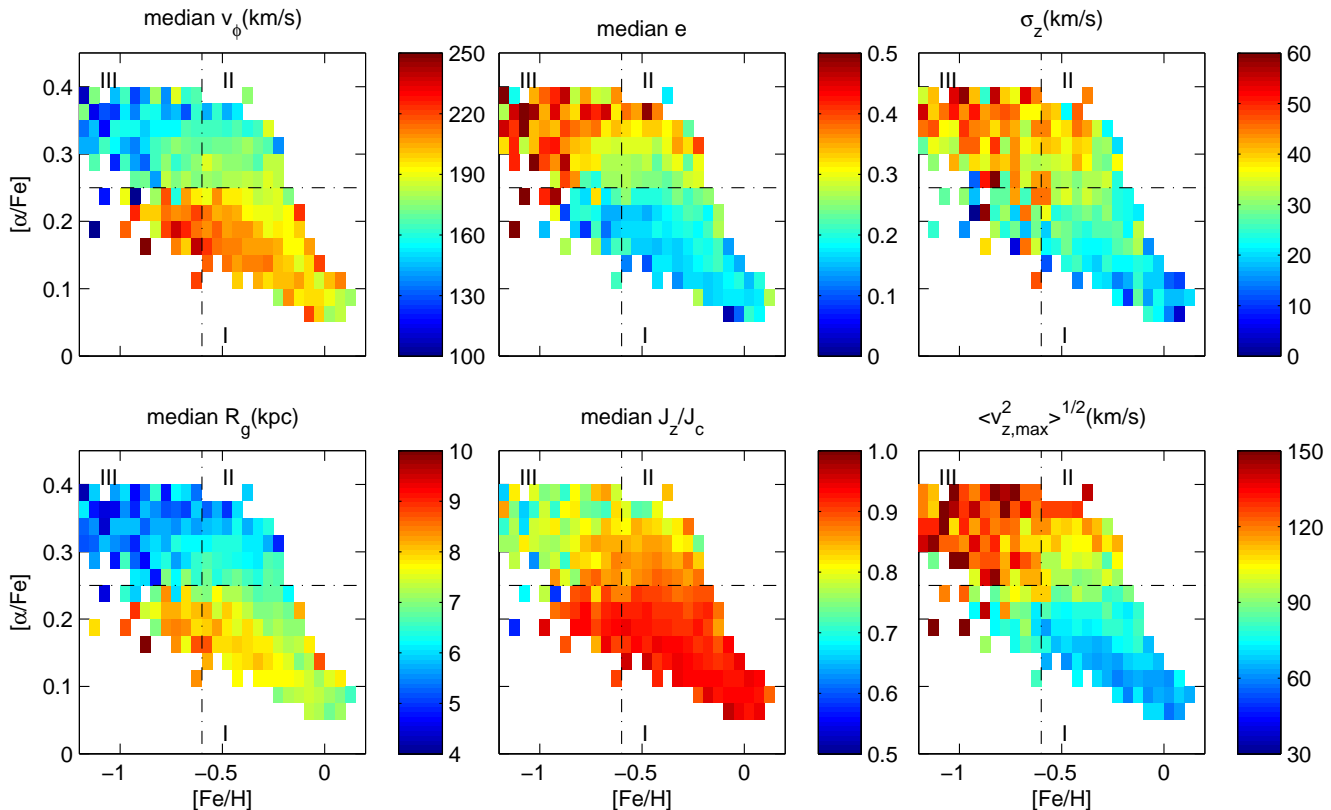 median v_ϕ(km/s)
median e
σ_z(km/s)
III
II
I
0.4
0.3
0.2
0.1
0
[α/Fe]
250
220
190
160
130
100
III
II
I
0.5
0.4
0.3
0.2
0.1
0
III
II
I
60
50
40
30
20
10
0
median R_g(kpc)
median J_z/J_c
<v²_z,max>^1/2(km/s)
III
II
I
0.4
0.3
0.2
0.1
0
[α/Fe]
−1
−0.5
0
[Fe/H]
10
9
8
7
6
5
4
III
II
I
−1
−0.5
0
[Fe/H]
1.0
0.9
0.8
0.7
0.6
0.5
III
II
I
−1
−0.5
0
[Fe/H]
150
120
90
60
30